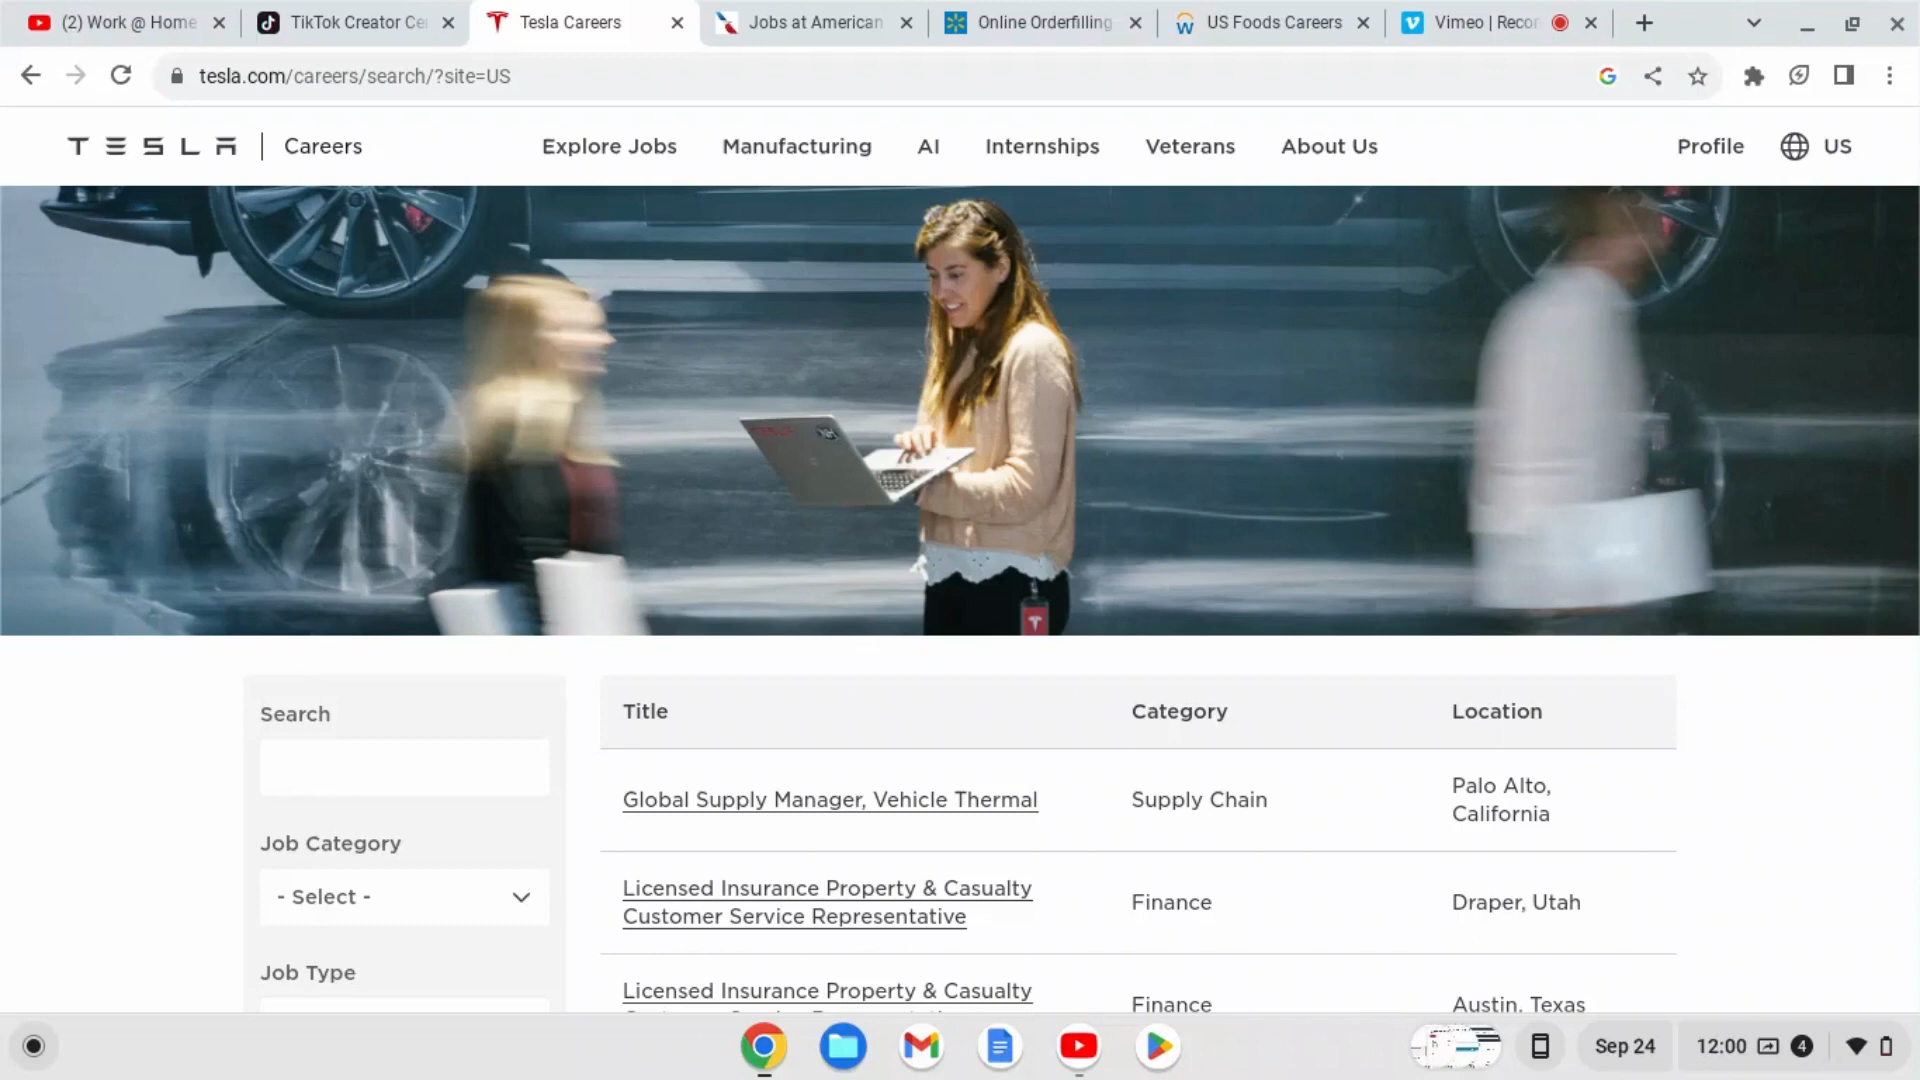 (2) Work @ Home
TikTok Creator Ce
Tesla Careers
Jobs at American
Online Orderfilling
US Foods Careers
Vimeo | Recor
tesla.com/careers/search/?site=US
TESLA
Careers
Explore Jobs
Manufacturing
AI
Internships
Veterans
About Us
Profile
US
Search
Title
Category
Location
Global Supply Manager, Vehicle Thermal
Supply Chain
Palo Alto,
California
Job Category
- Select -
Licensed Insurance Property & Casualty
Customer Service Representative
Finance
Draper, Utah
Job Type
Licensed Insurance Property & Casualty
Finance
Austin, Texas
Sep 24
12:00
4